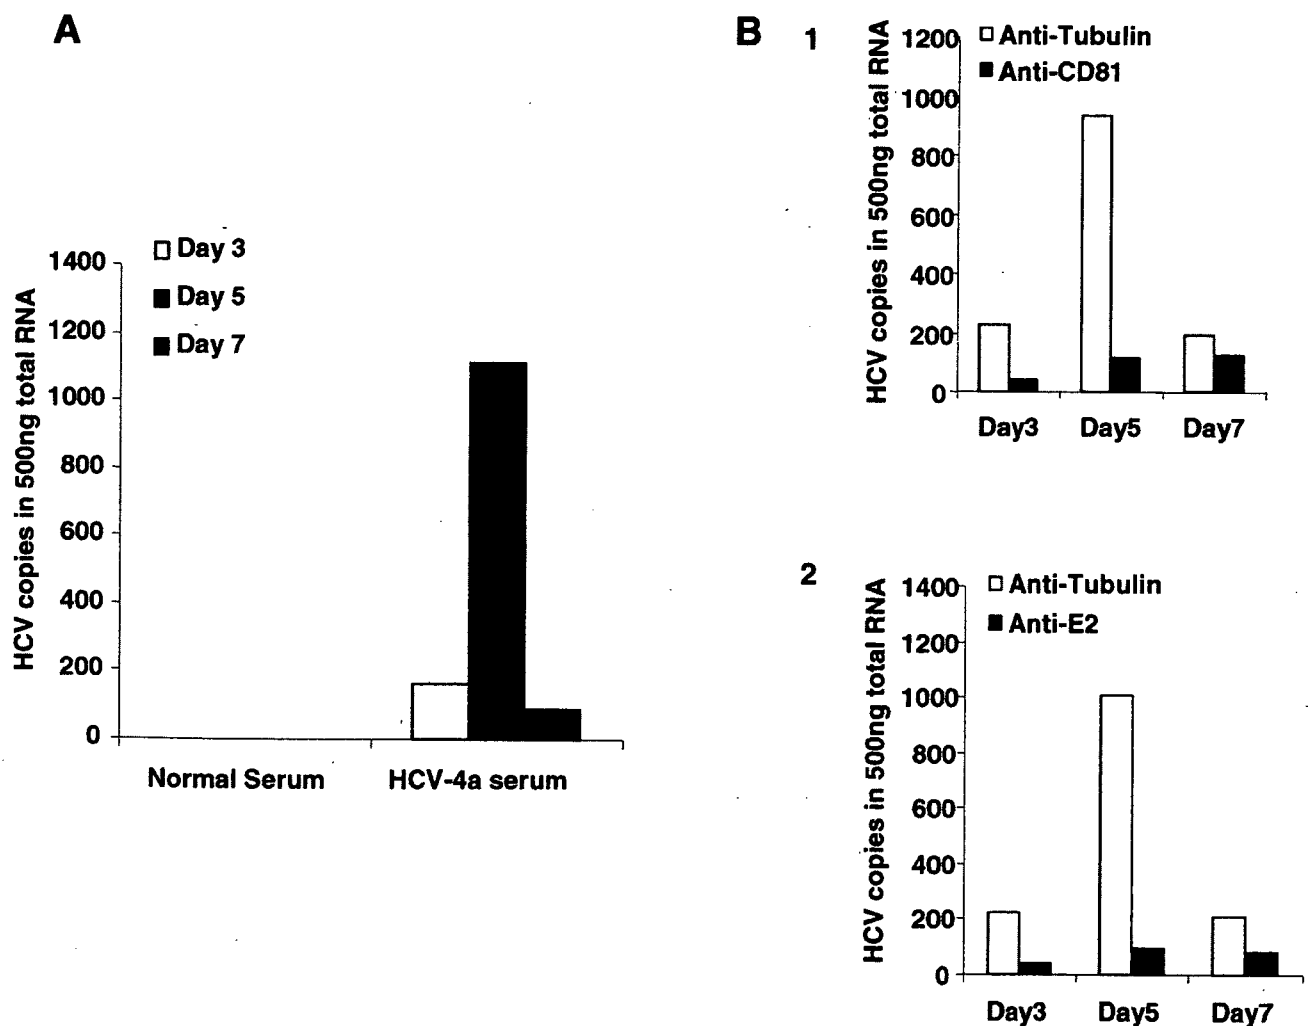 A
HCV copies in 500ng total RNA
1400
1200
1000
800
600
400
200
0
Day 3
Day 5
Day 7
Normal Serum
HCV-4a serum
B
1
HCV copies in 500ng total RNA
1200
1000
800
600
400
200
0
Anti-Tubulin
Anti-CD81
Day3
Day5
Day7
2
HCV copies in 500ng total RNA
1400
1200
1000
800
600
400
200
0
Anti-Tubulin
Anti-E2
Day3
Day5
Day7